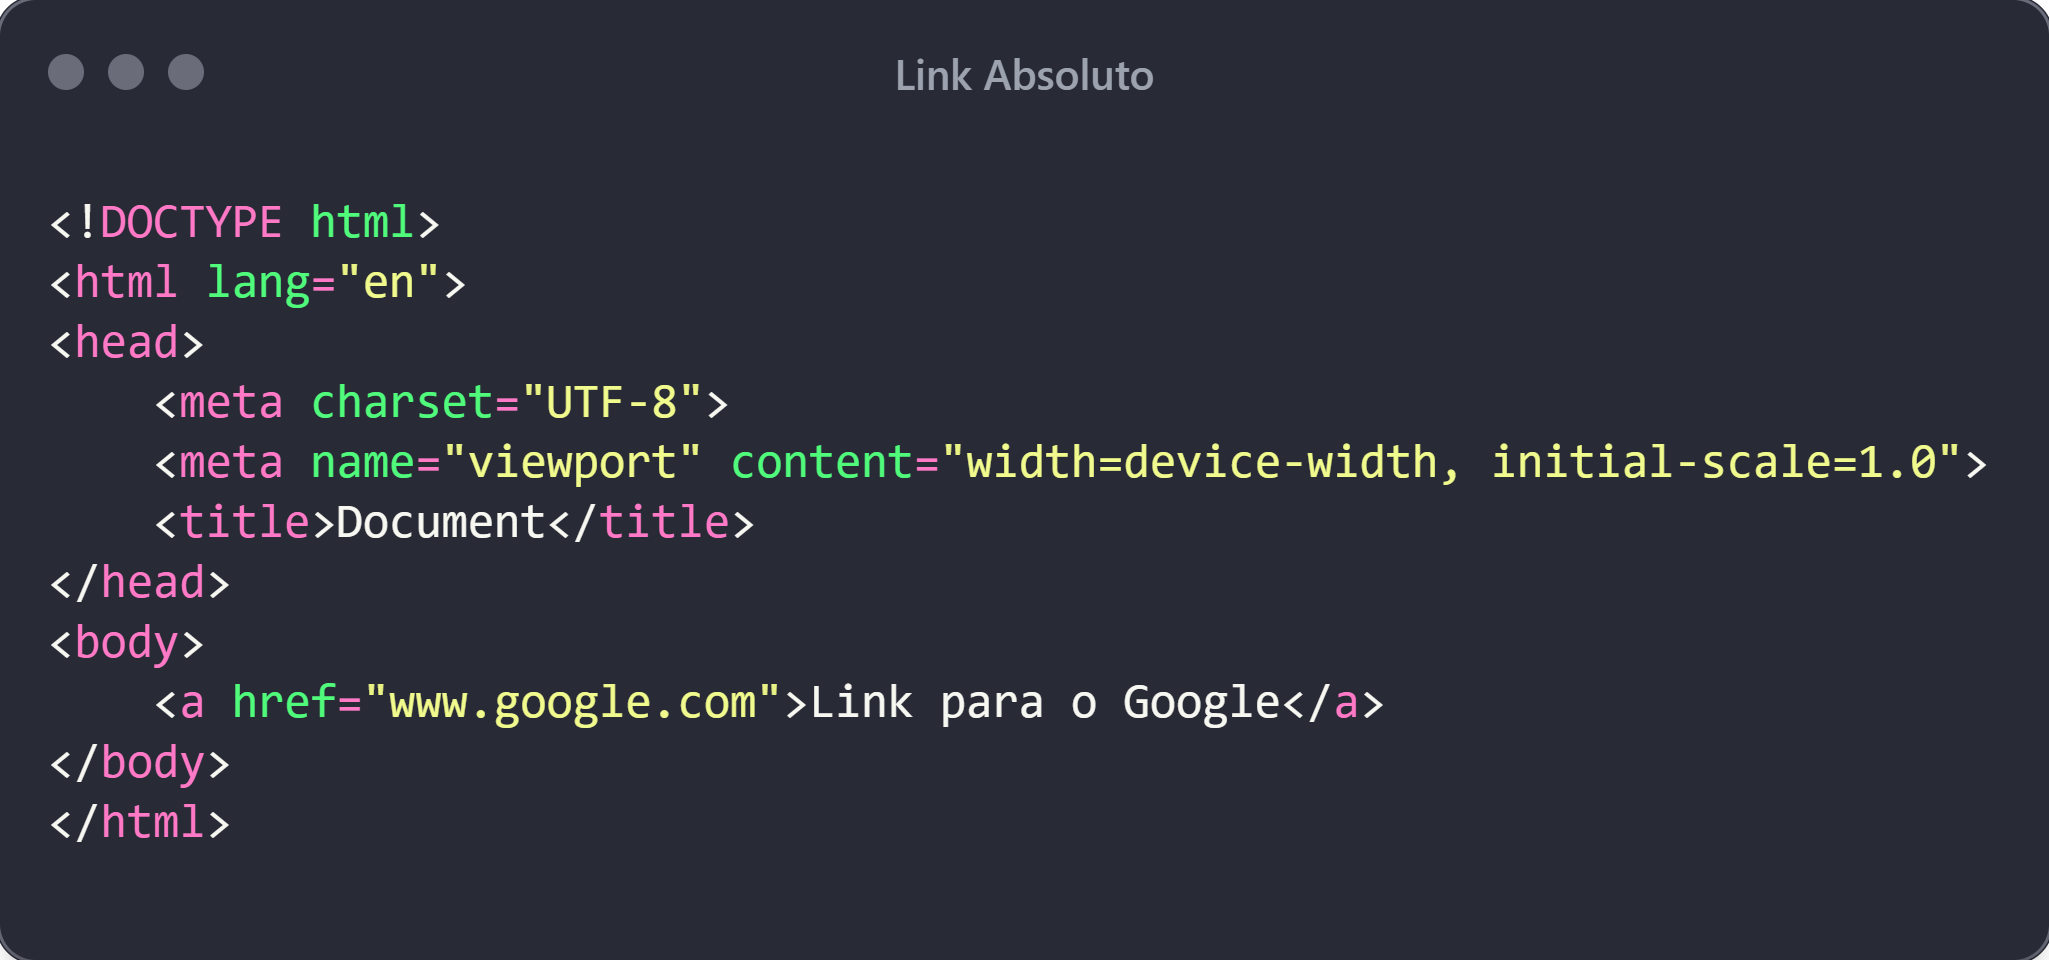 Link Absoluto
<!DOCTYPE html>
<html lang="en">
<head>
    <meta charset="UTF-8">
    <meta name="viewport" content="width=device-width, initial-scale=1.0">
    <title>Document</title>
</head>
<body>
    <a href="www.google.com">Link para o Google</a>
</body>
</html>